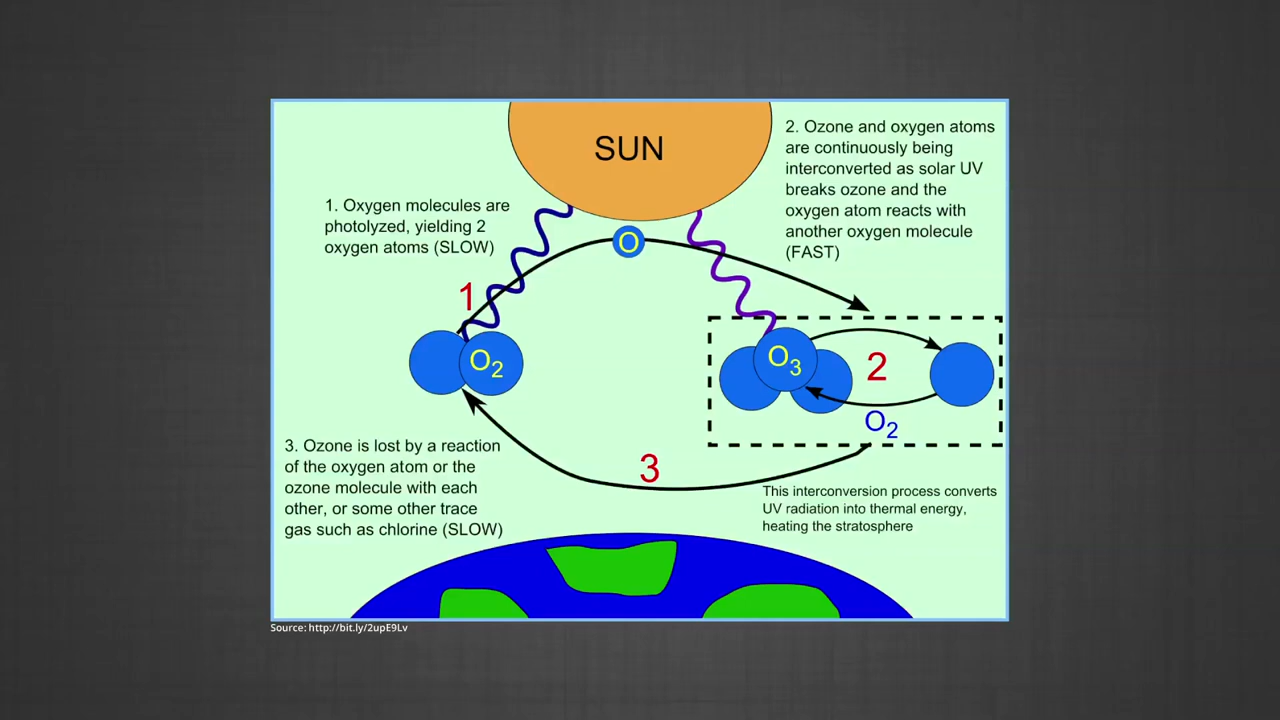 SUN
1. Oxygen molecules are
photolyzed, yielding 2
oxygen atoms (SLOW)
2. Ozone and oxygen atoms
are continuously being
interconverted as solar UV
breaks ozone and the
oxygen atom reacts with
another oxygen molecule
(FAST)
O
1
O2
O3
2
O2
3
3. Ozone is lost by a reaction
of the oxygen atom or the
ozone molecule with each
other, or some other trace
gas such as chlorine (SLOW)
This interconversion process converts
UV radiation into thermal energy,
heating the stratosphere
Source: http://bit.ly/2upE9Lv